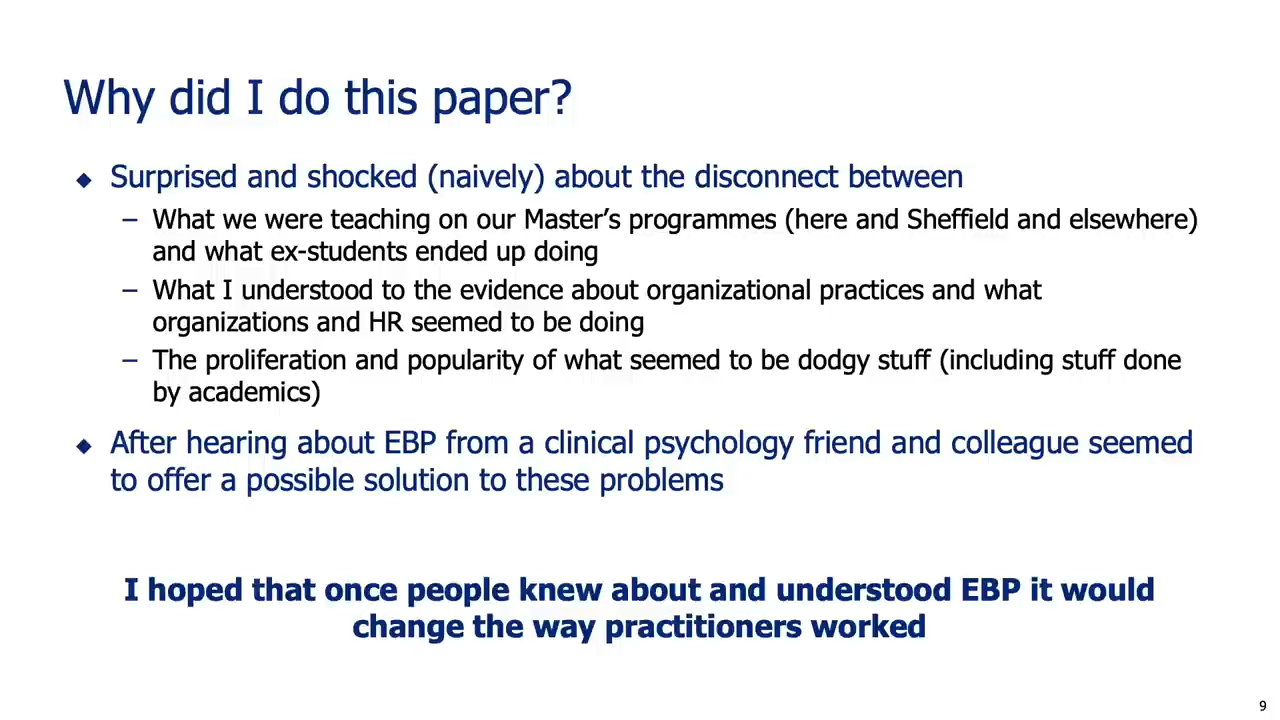 Why did I do this paper?
◆ Surprised and shocked (naively) about the disconnect between
– What we were teaching on our Master’s programmes (here and Sheffield and elsewhere)
and what ex-students ended up doing
– What I understood to the evidence about organizational practices and what
organizations and HR seemed to be doing
– The proliferation and popularity of what seemed to be dodgy stuff (including stuff done
by academics)
◆ After hearing about EBP from a clinical psychology friend and colleague seemed
to offer a possible solution to these problems
I hoped that once people knew about and understood EBP it would
change the way practitioners worked
9